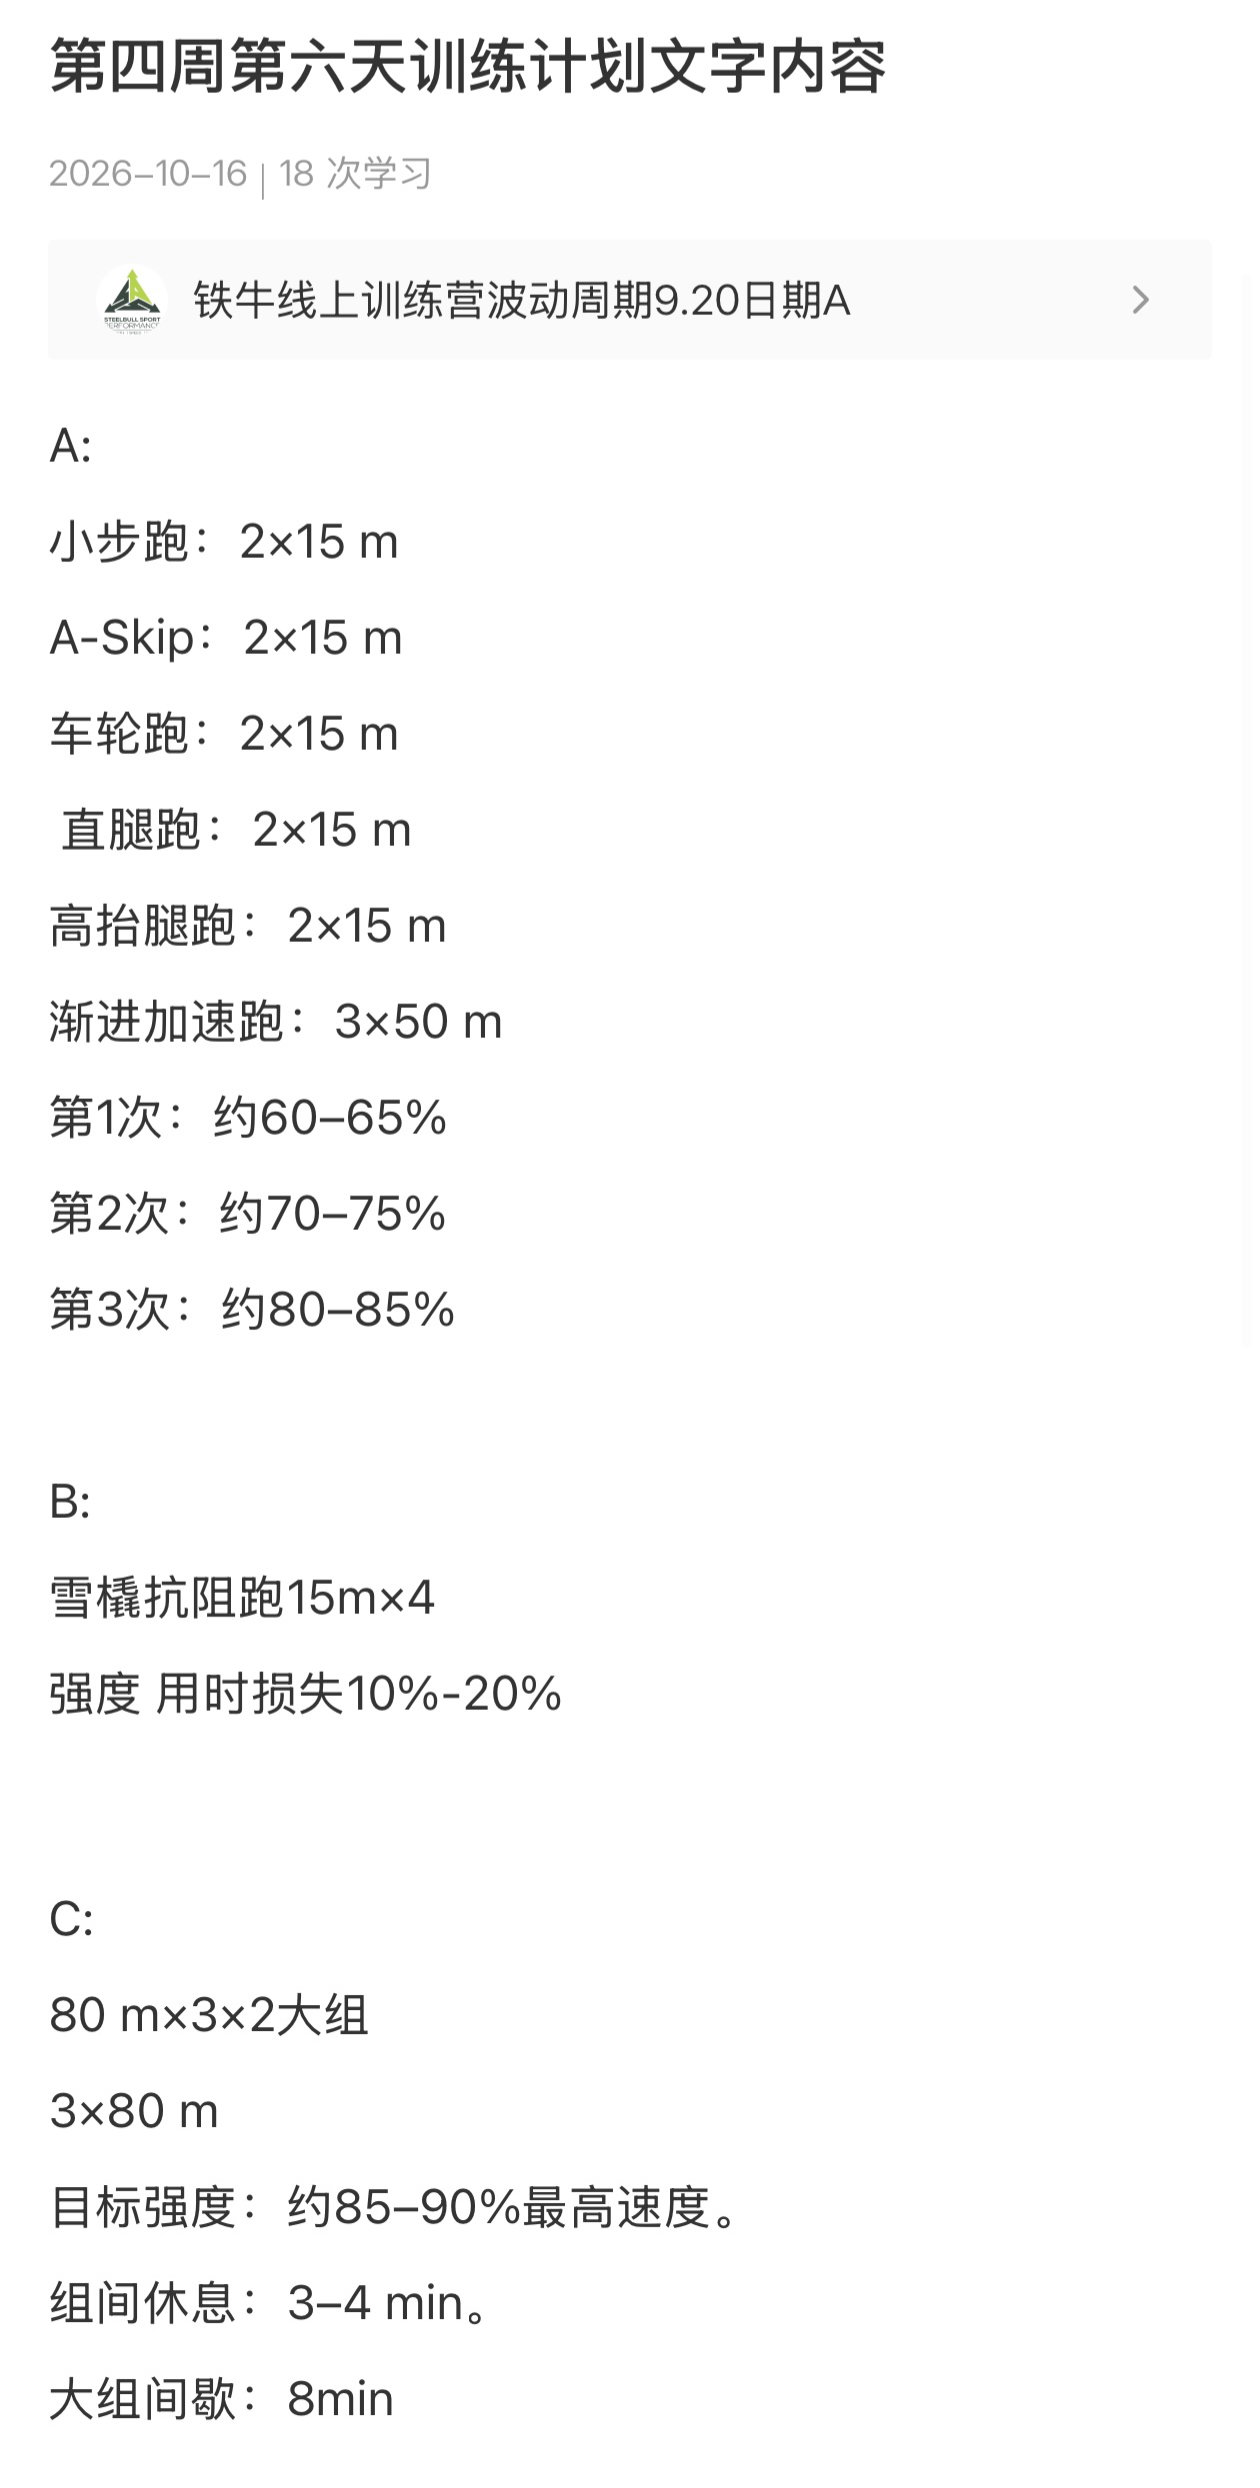 第四周第六天训练计划文字内容
2026–10–16 | 18 次学习
STEELBULL SPORT
PERFORMANCE
铁牛线上训练营波动周期9.20日期A
A:
小步跑：2×15 m
A-Skip：2×15 m
车轮跑：2×15 m
直腿跑：2×15 m
高抬腿跑：2×15 m
渐进加速跑：3×50 m
第1次：约60–65%
第2次：约70–75%
第3次：约80–85%
B:
雪橇抗阻跑15m×4
强度 用时损失10%-20%
C:
80 m×3×2大组
3×80 m
目标强度：约85–90%最高速度。
组间休息：3–4 min。
大组间歇：8min